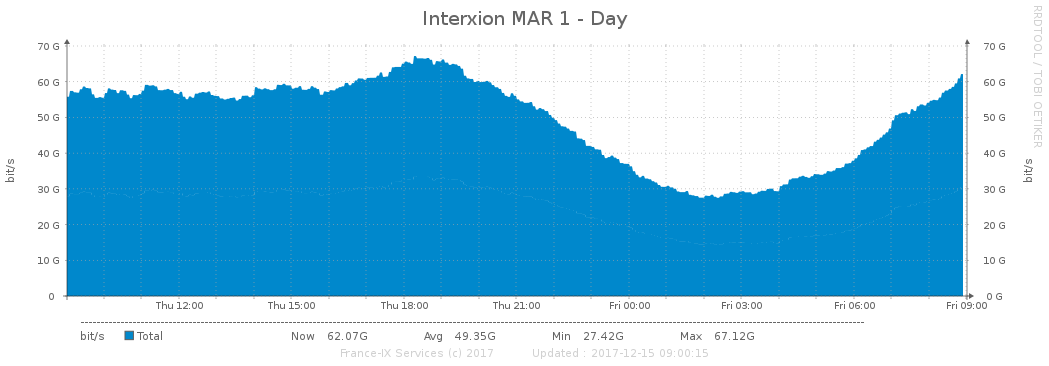 Interxion MAR 1 - Day
RRDTOOL / TOBI OETIKER
bit/s
70 G 70 G
60 G 60 G
50 G 50 G
40 G 40 G
30 G 30 G
20 G 20 G
10 G 10 G
0 0 G
bit/s
Thu 12:00 Thu 15:00 Thu 18:00 Thu 21:00 Fri 00:00 Fri 03:00 Fri 06:00 Fri 09:00
bit/s Total Now 62.07G Avg 49.35G Min 27.42G Max 67.12G
France-IX Services (c) 2017 Updated : 2017-12-15 09:00:15